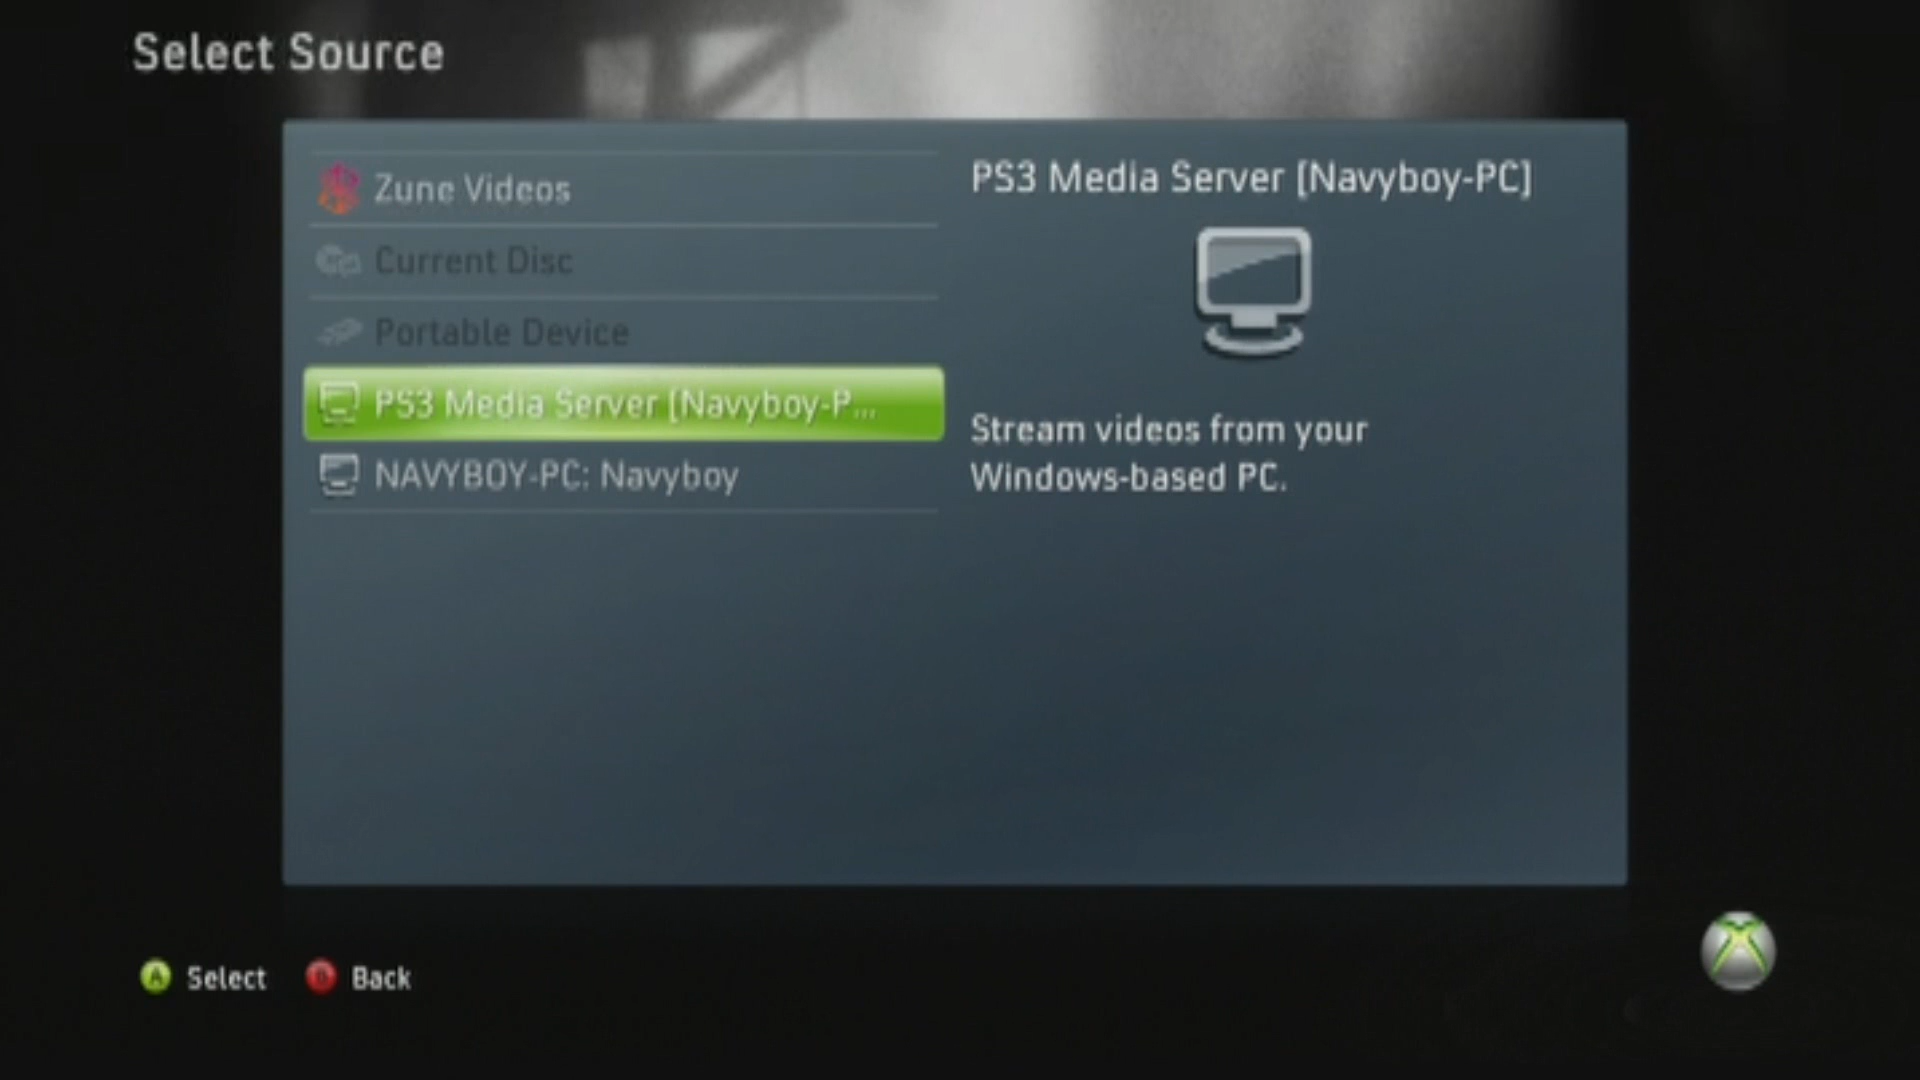 Select Source
Zune Videos
Current Disc
Portable Device
PS3 Media Server [Navyboy-P...
NAVYBOY-PC: Navyboy
PS3 Media Server [Navyboy-PC]
Stream videos from your
Windows-based PC.
A Select B Back